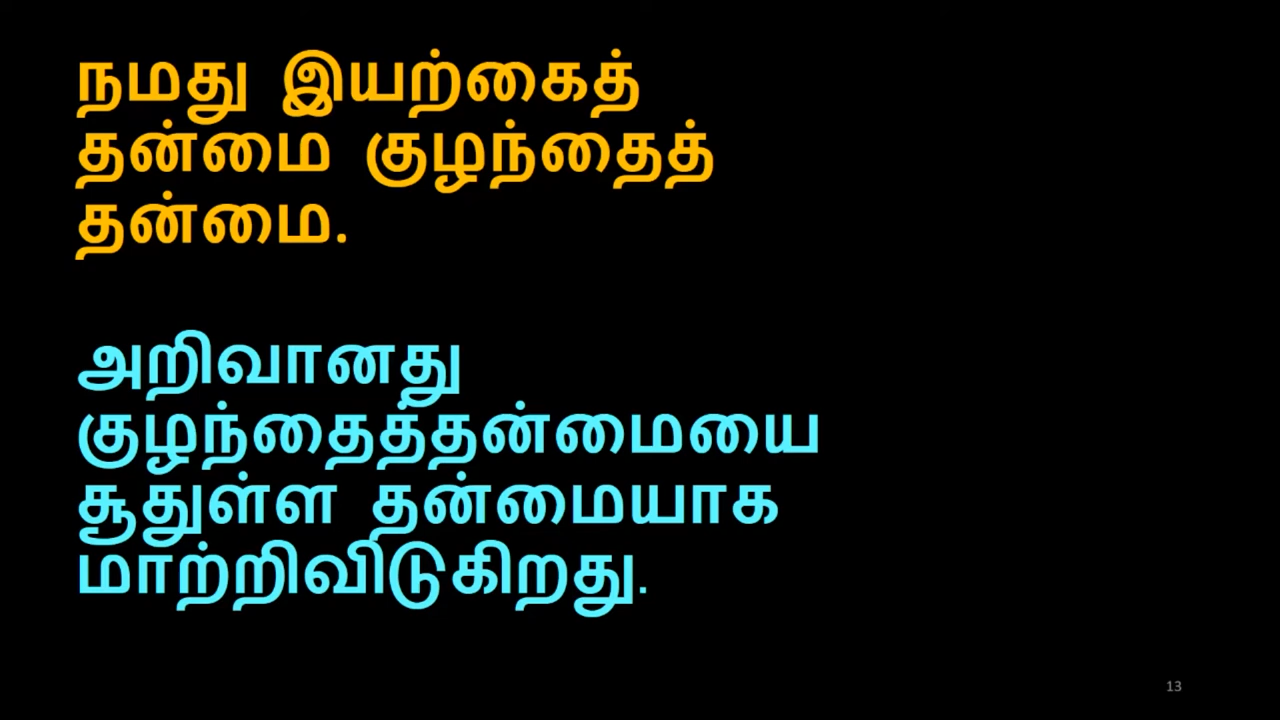 நமது இயற்கைத்
தன்மை குழந்தைத்
தன்மை.
அறிவானது
குழந்தைத்தன்மையை
சூதுள்ள தன்மையாக
மாற்றிவிடுகிறது.
13